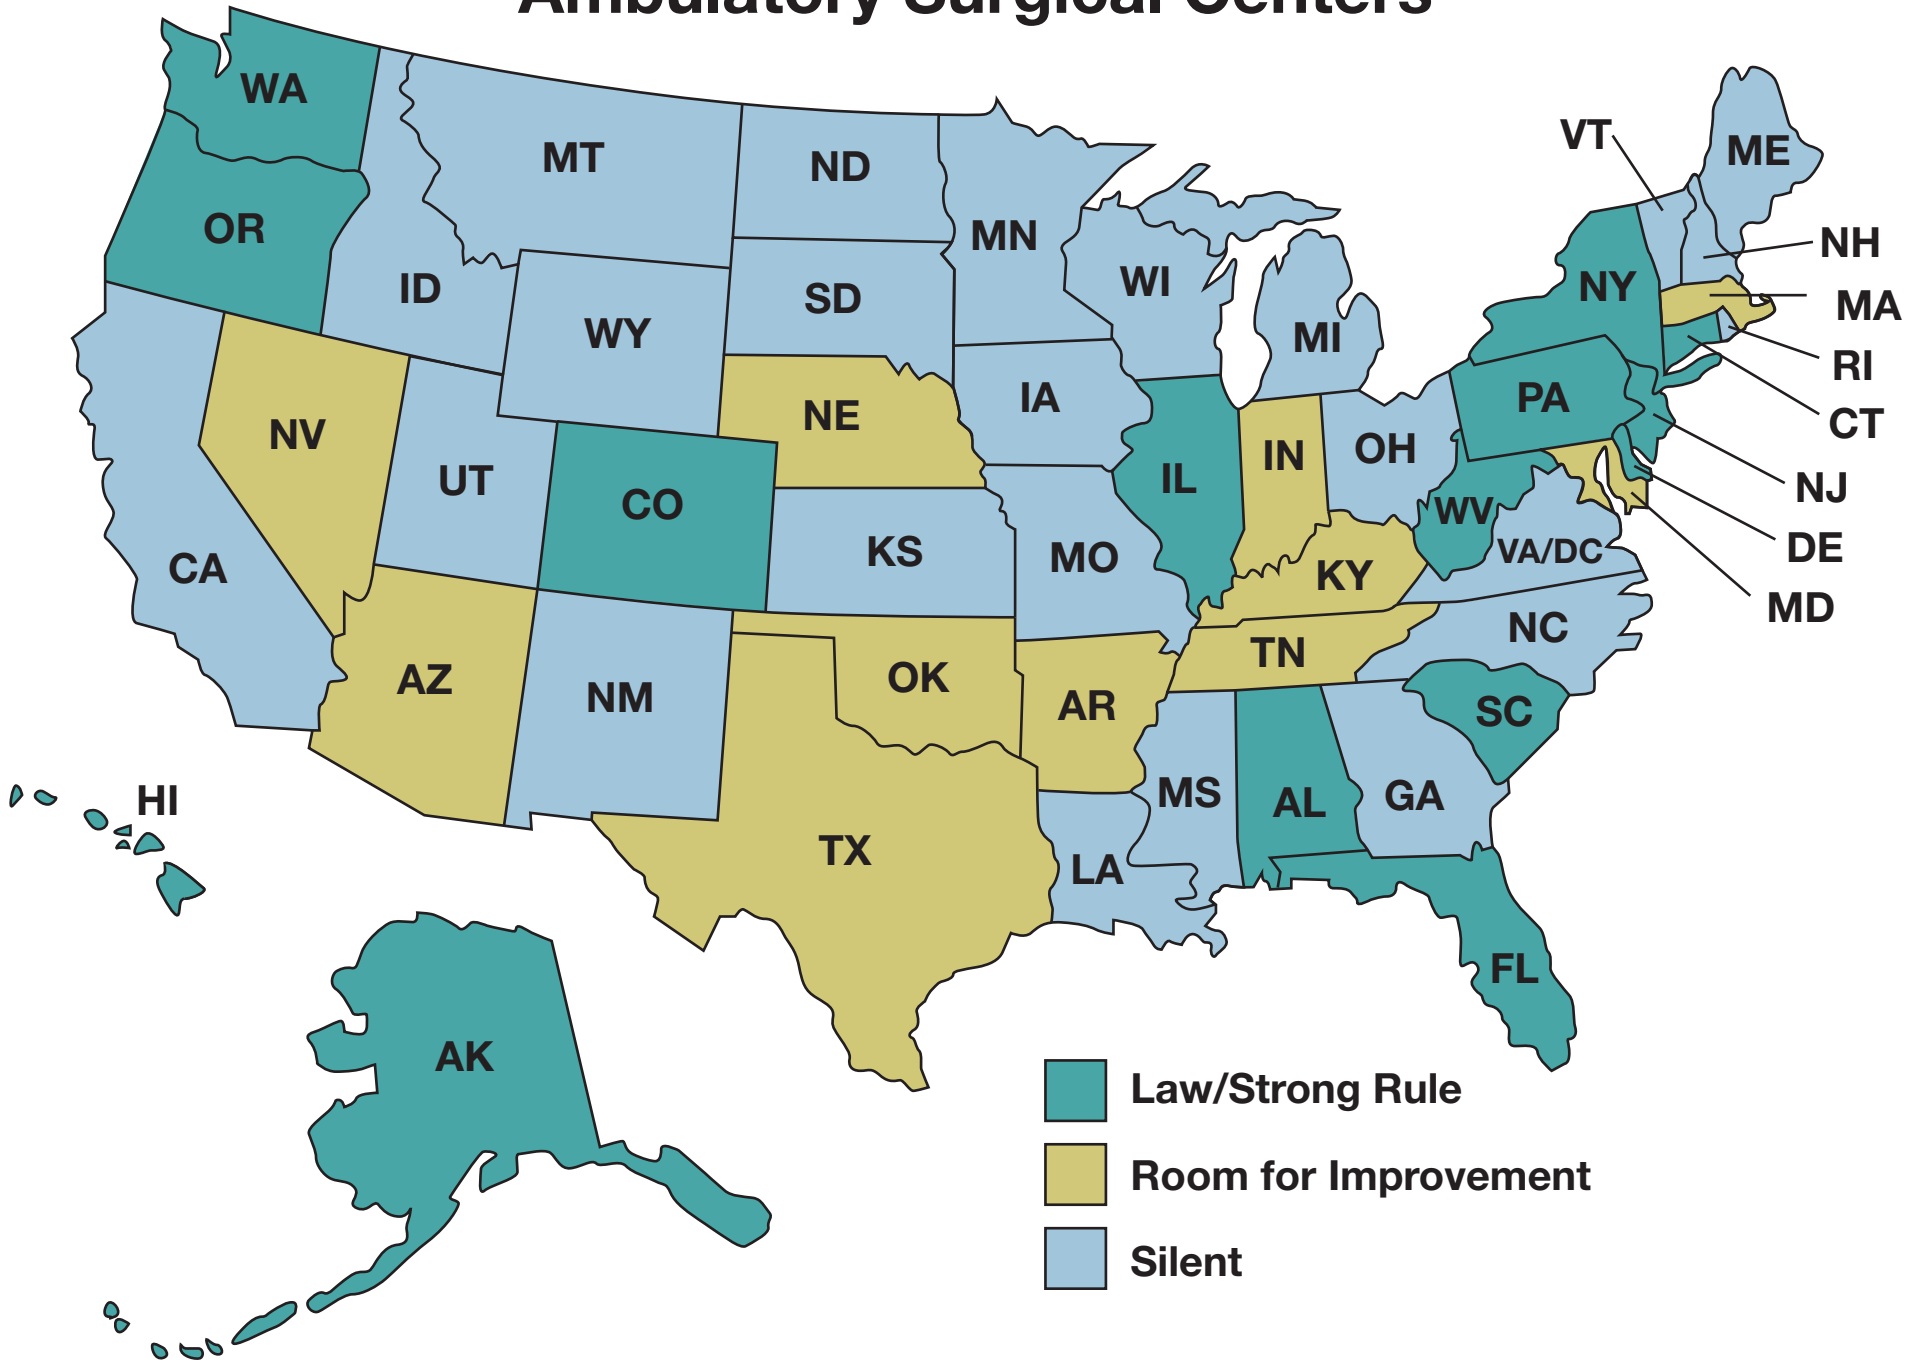 Ambulatory Surgical Centers
WA
MT
ND
MN
VT
ME
OR
ID
WY
SD
WI
MI
NY
NH
MA
RI
CT
NV
UT
CO
NE
IA
IL
IN
OH
PA
NJ
DE
MD
CA
KS
MO
KY
WV
VA/DC
NC
AZ
NM
OK
AR
TN
SC
HI
TX
LA
MS
AL
GA
FL
AK
Law/Strong Rule
Room for Improvement
Silent